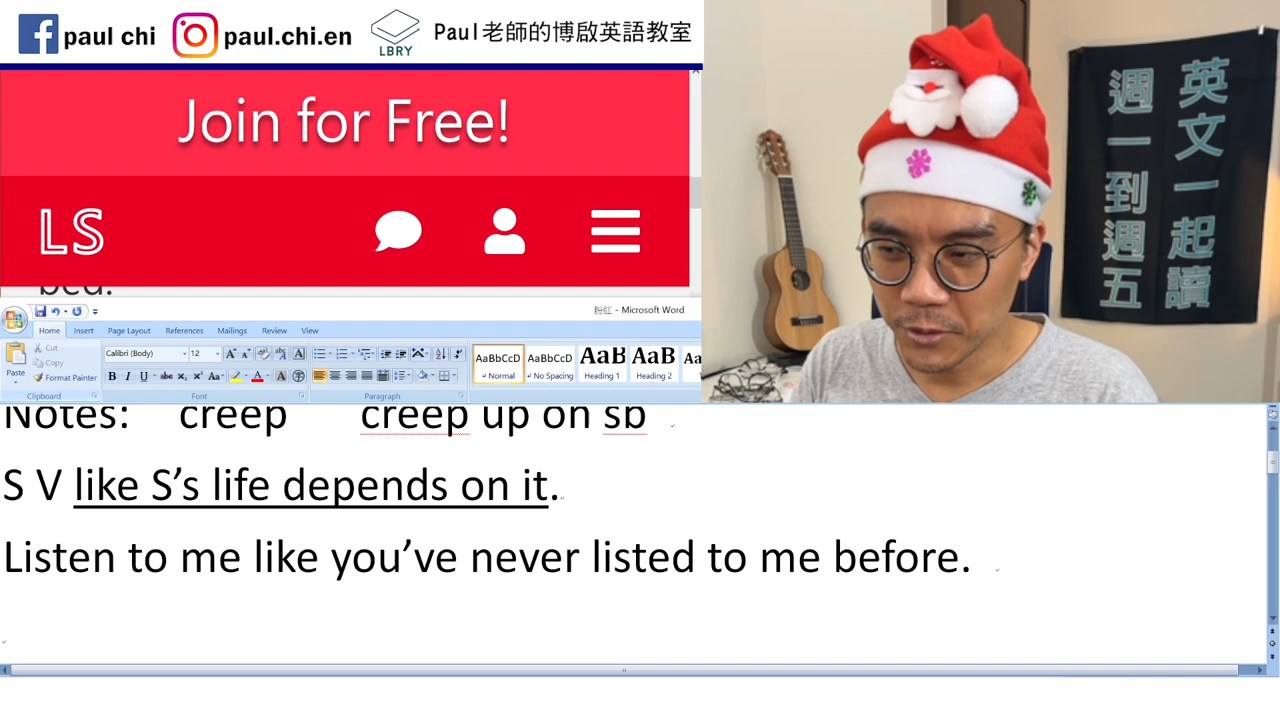 paul chi
paul.chi.en
LBRY
Paul老師的博啟英語教室
Join for Free!
LS
bed.
粉紅 - Microsoft Word
Home Insert Page Layout References Mailings Review View
Paste
Cut
Copy
Format Painter
Clipboard
Calibri (Body) 12
Font
Paragraph
AaBbCcD AaBbCcD AaB AaBb AaB
Normal No Spacing Heading 1 Heading 2
Notes: creep creep up on sb
S V like S’s life depends on it.
Listen to me like you’ve never listed to me before.
英文一起讀
週一到週五